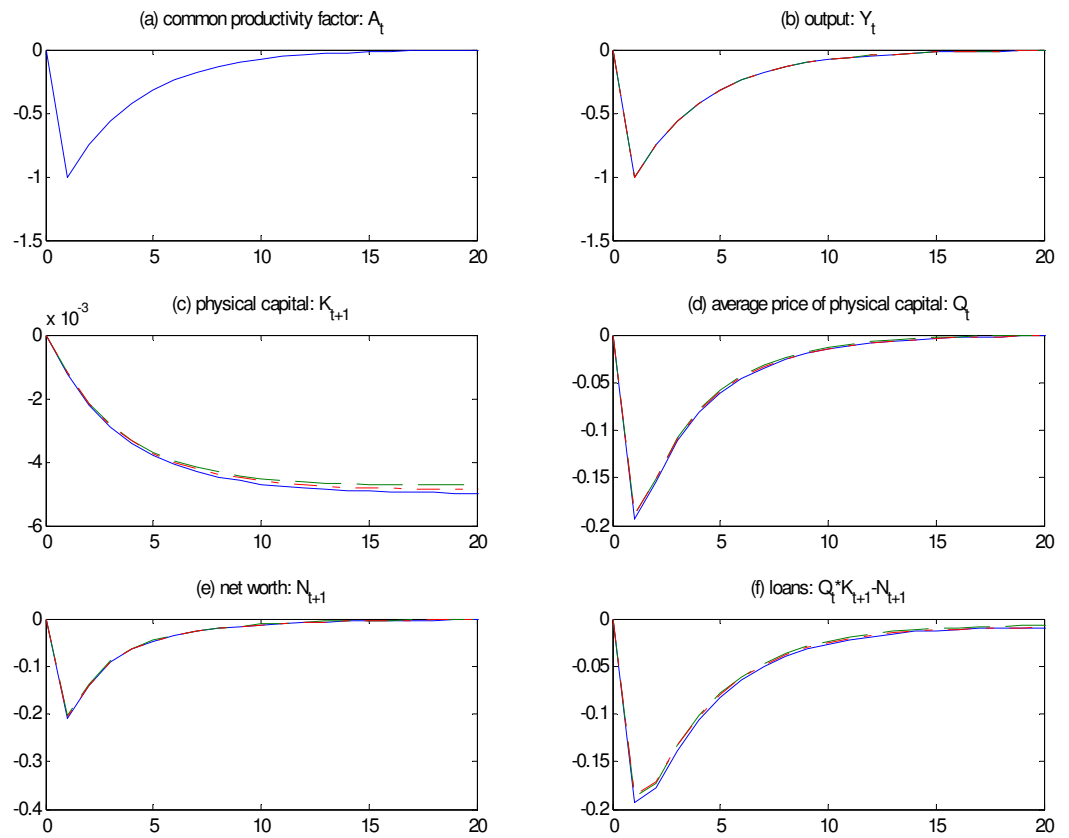 (a) common productivity factor: A_t
0
-0.5
-1
-1.5
0 5 10 15 20
(b) output: Y_t
0
-0.5
-1
-1.5
0 5 10 15 20
(c) physical capital: K_{t+1}
x 10^{-3}
0
-2
-4
-6
0 5 10 15 20
(d) average price of physical capital: Q_t
0
-0.05
-0.1
-0.15
-0.2
0 5 10 15 20
(e) net worth: N_{t+1}
0
-0.1
-0.2
-0.3
-0.4
0 5 10 15 20
(f) loans: Q_t*K_{t+1}-N_{t+1}
0
-0.05
-0.1
-0.15
-0.2
0 5 10 15 20